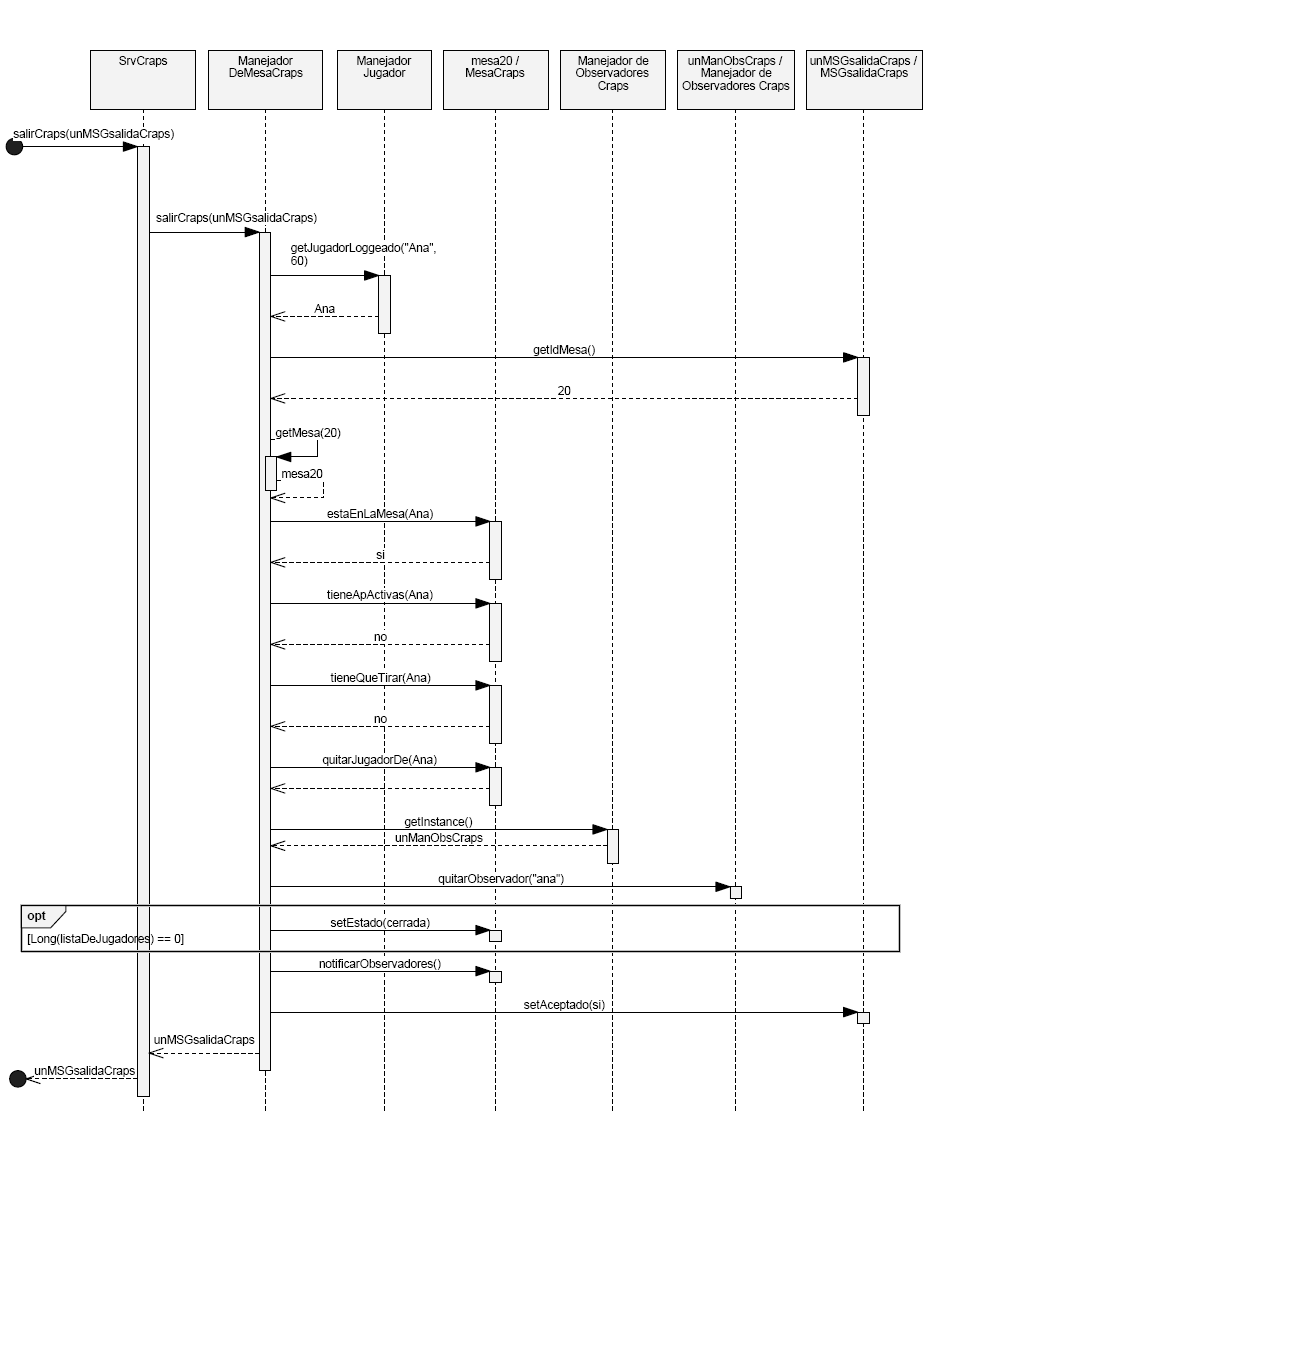 SrvCraps
Manejador
DeMesaCraps
Manejador
Jugador
mesa20 /
MesaCraps
Manejador de
Observadores
Craps
unManObsCraps /
Manejador de
Observadores Craps
unMSGsalidaCraps /
MSGsalidaCraps
salirCraps(unMSGsalidaCraps)
salirCraps(unMSGsalidaCraps)
getJugadorLoggeado("Ana",
60)
Ana
getIdMesa()
20
getMesa(20)
mesa20
estaEnLaMesa(Ana)
si
tieneApActivas(Ana)
no
tieneQueTirar(Ana)
no
quitarJugadorDe(Ana)
getInstance()
unManObsCraps
quitarObservador("ana")
opt
setEstado(cerrada)
[Long(listaDeJugadores) == 0]
notificarObservadores()
setAceptado(si)
unMSGsalidaCraps
unMSGsalidaCraps